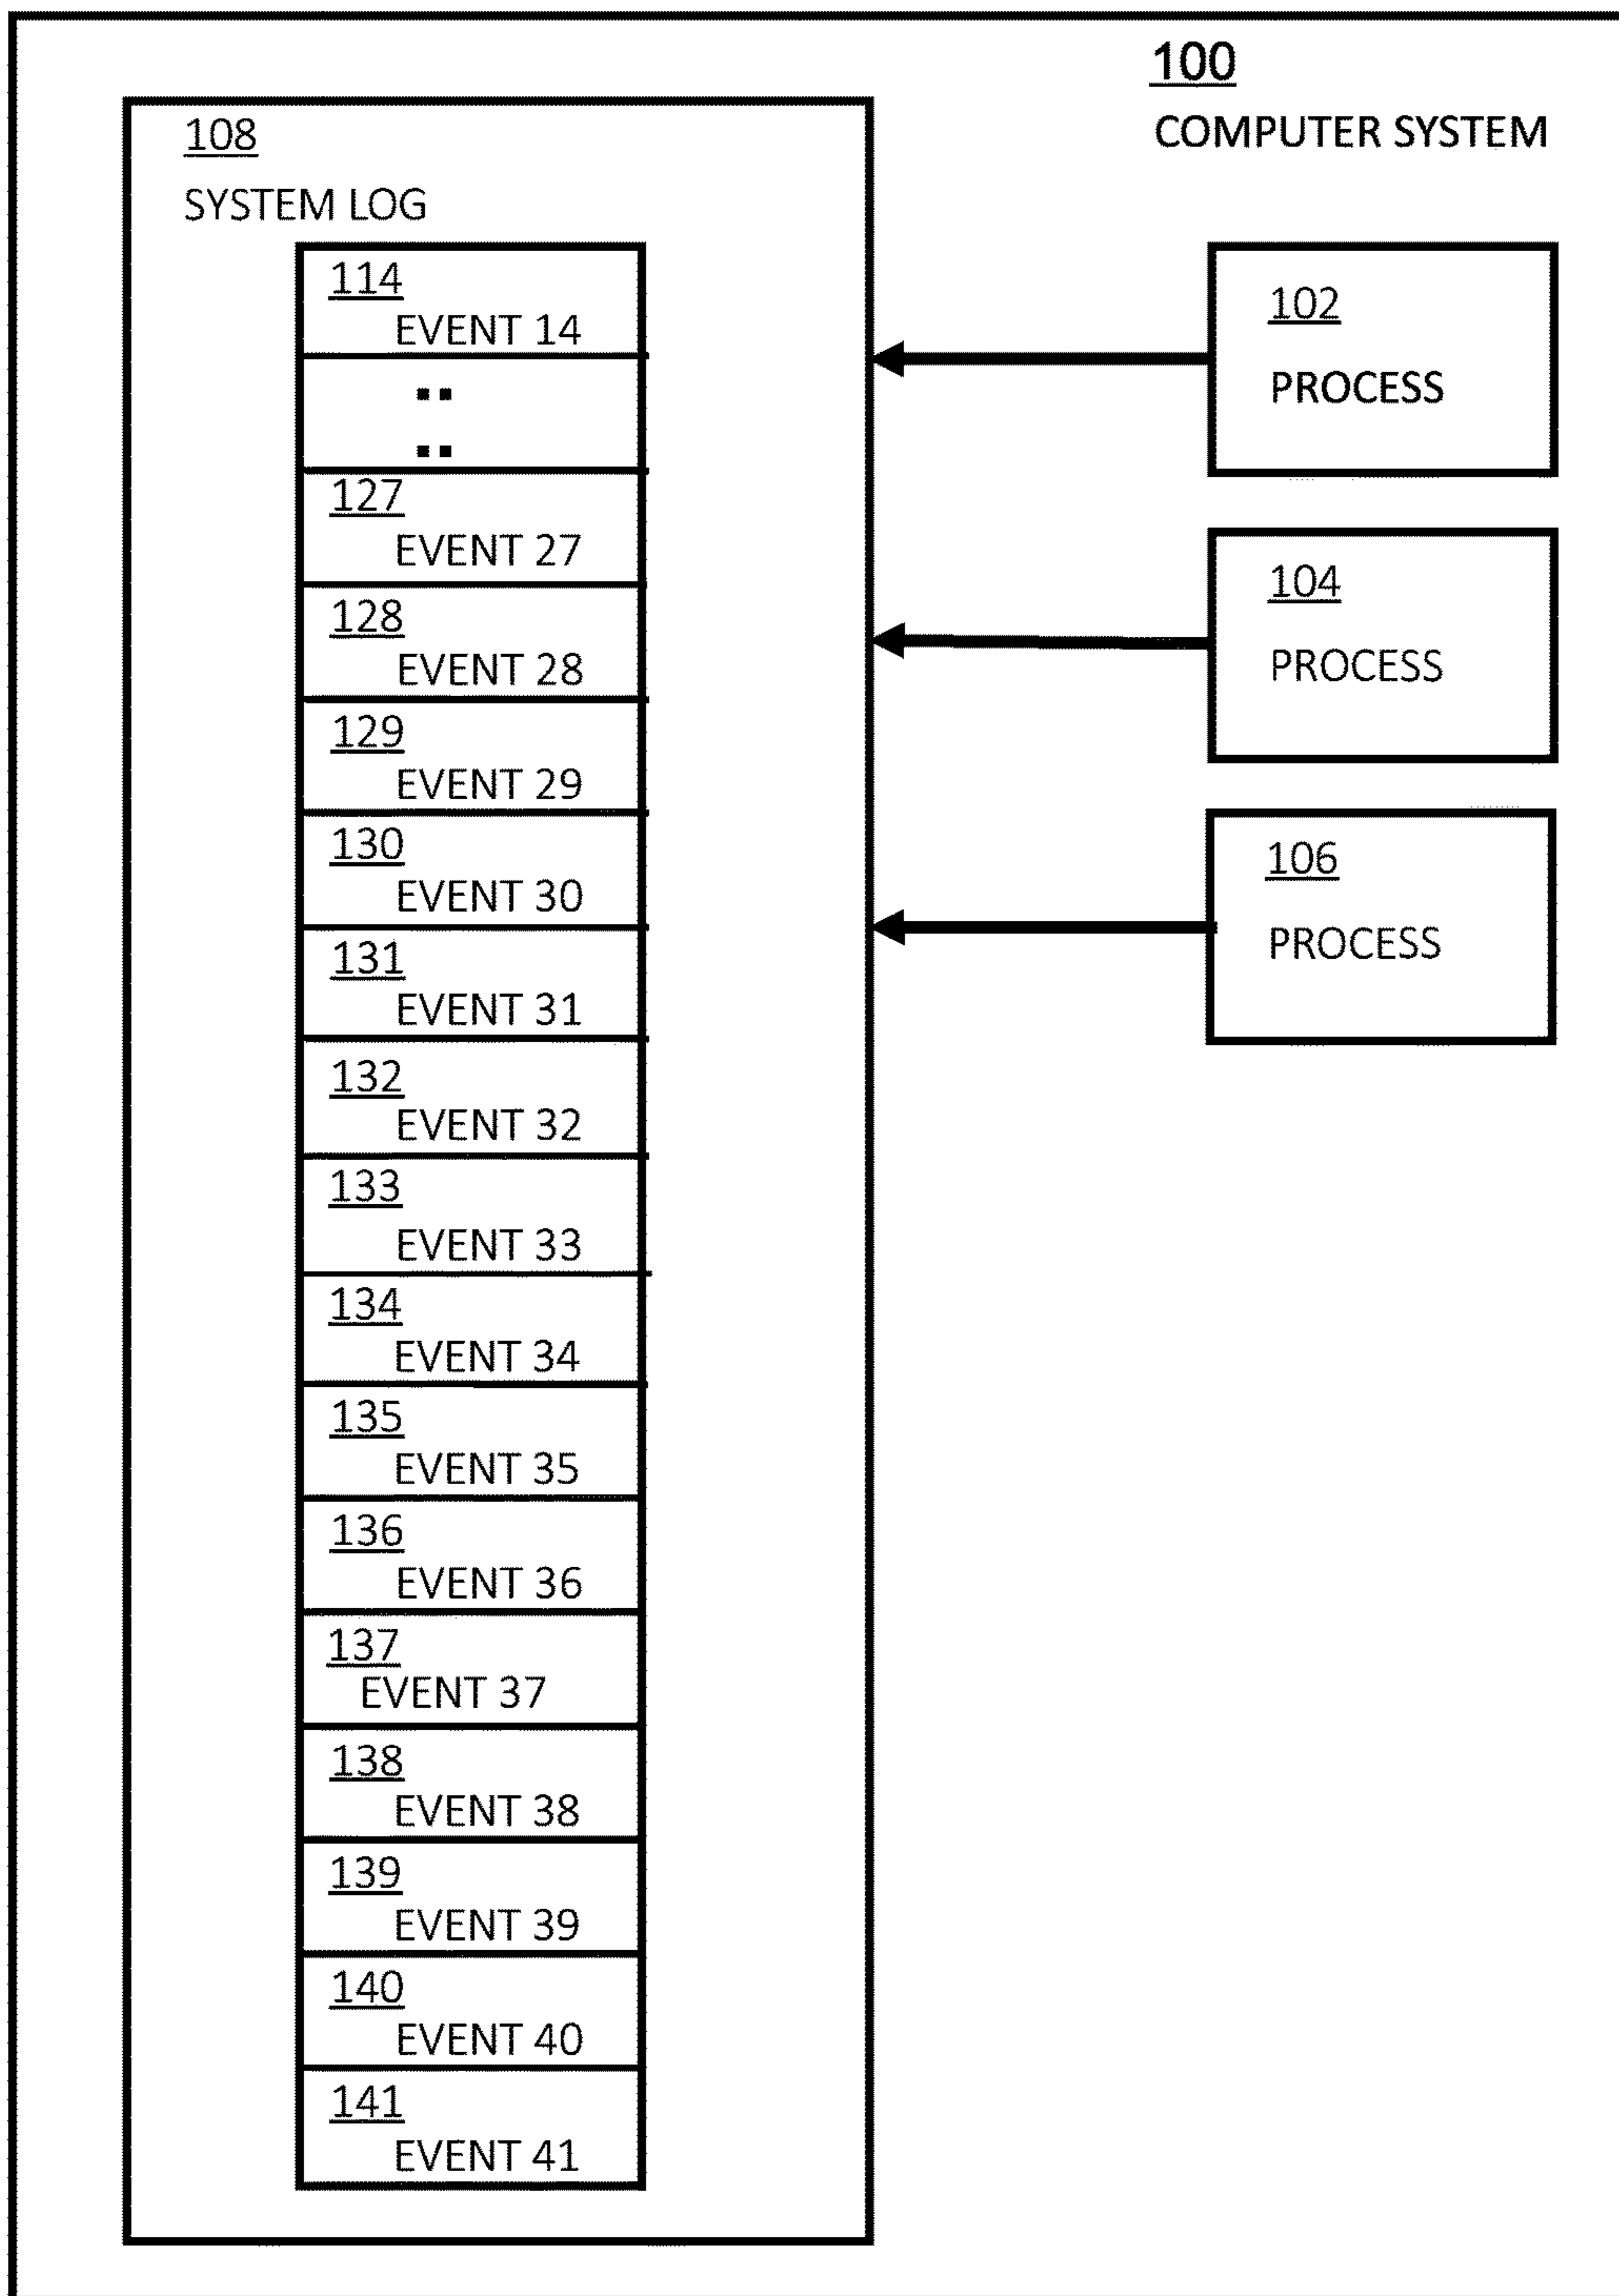 100
COMPUTER SYSTEM
108
SYSTEM LOG
114
EVENT 14
..
..
127
EVENT 27
128
EVENT 28
129
EVENT 29
130
EVENT 30
131
EVENT 31
132
EVENT 32
133
EVENT 33
134
EVENT 34
135
EVENT 35
136
EVENT 36
137
EVENT 37
138
EVENT 38
139
EVENT 39
140
EVENT 40
141
EVENT 41
102
PROCESS
104
PROCESS
106
PROCESS